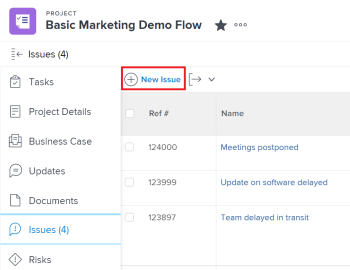 PROJECT
Basic Marketing Demo Flow
Issues (4)
Tasks
Project Details
Business Case
Updates
Documents
Issues (4)
Risks
New Issue
Ref # Name
124000 Meetings postponed
123999 Update on software delayed
123897 Team delayed in transit